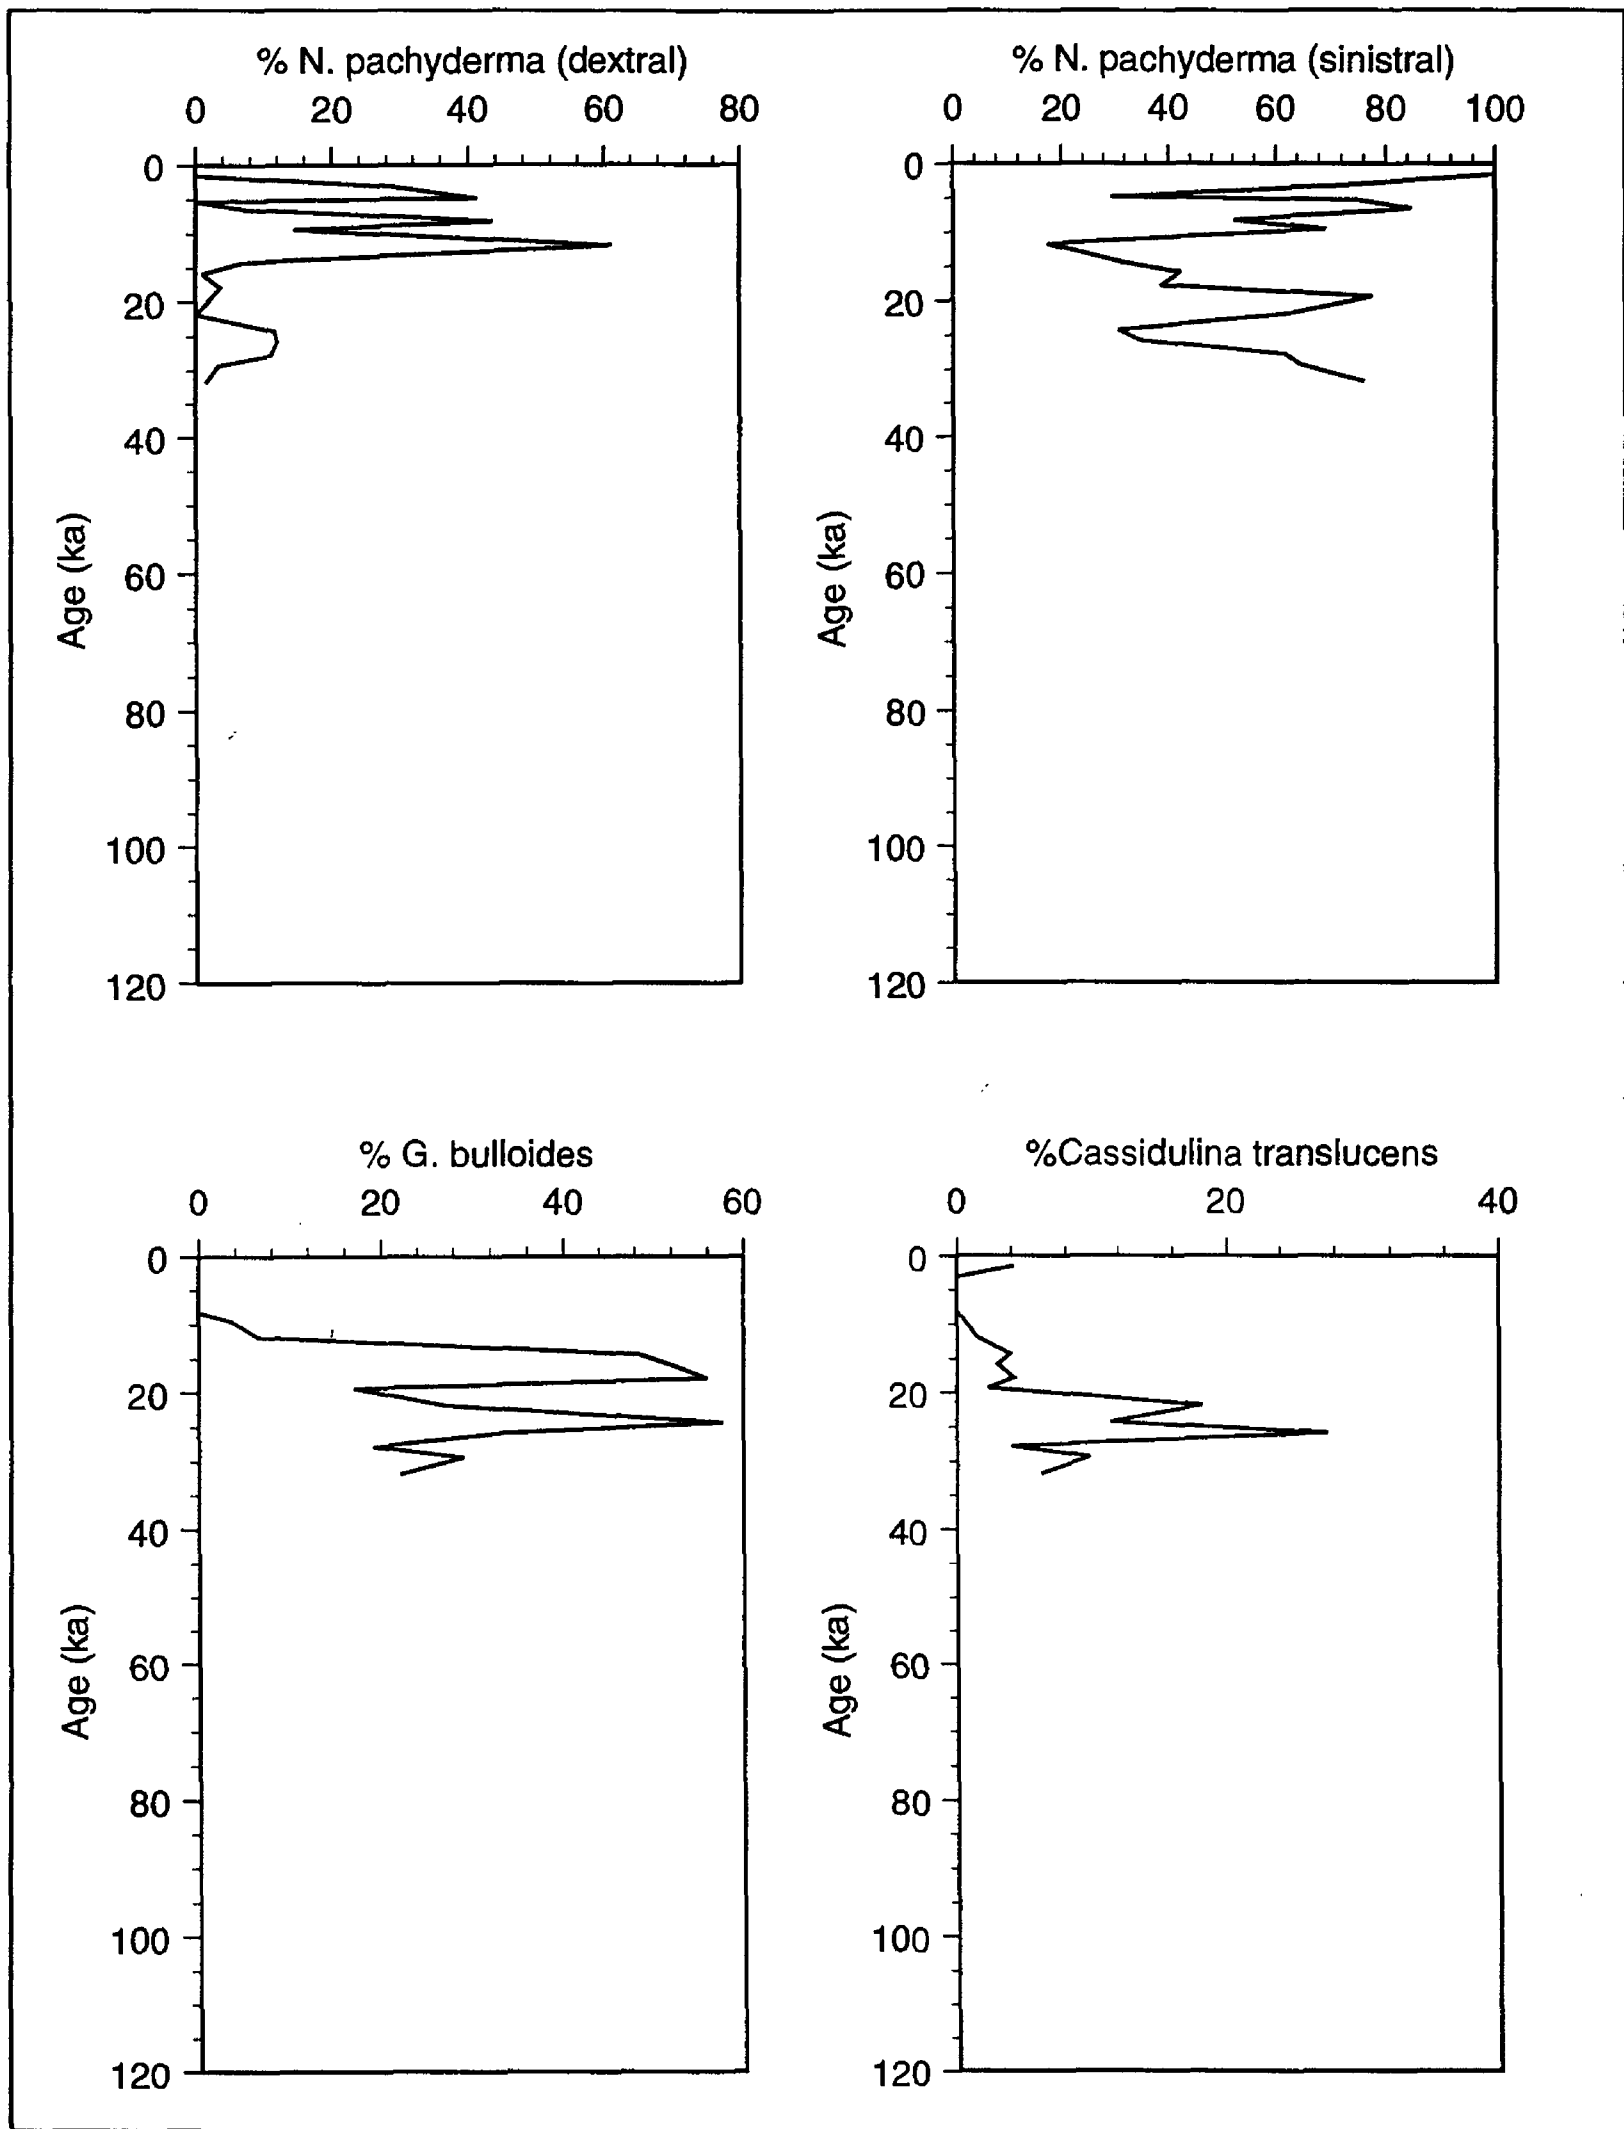 % N. pachyderma (dextral)
0 20 40 60 80
0
20
40
60
80
100
120
Age (ka)
% N. pachyderma (sinistral)
0 20 40 60 80 100
0
20
40
60
80
100
120
Age (ka)
% G. bulloides
0 20 40 60
0
20
40
60
80
100
120
Age (ka)
%Cassidulina translucens
0 20 40
0
20
40
60
80
100
120
Age (ka)